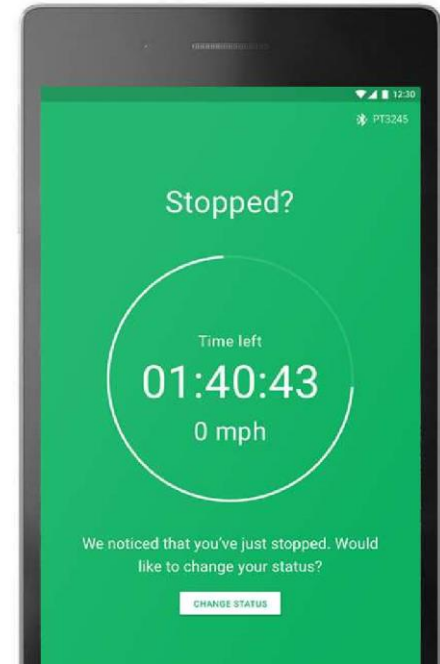 12:30
PT3245
Stopped?
Time left
01:40:43
0 mph
We noticed that you've just stopped. Would
like to change your status?
CHANGE STATUS